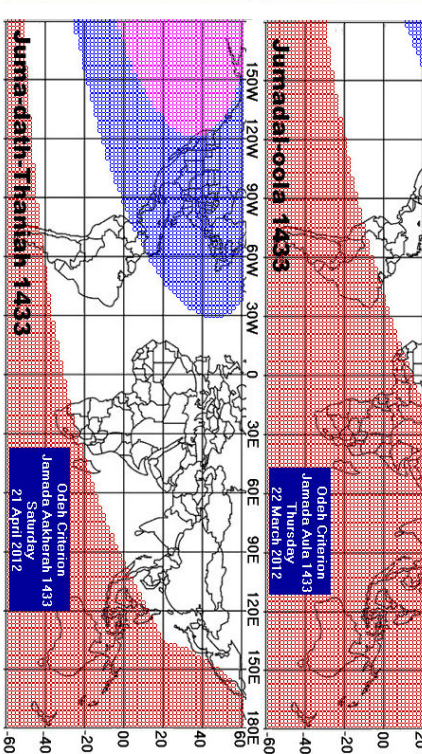 20
00
-20
Odeh Criterion
Jamada Aula 1433
Thursday
22 March 2012
-40
Jumadal-oola 1433
-60
150W 120W 90W 60W 30W 0 30E 60E 90E 120E 150E 180E
60
40
20
00
-20
Odeh Criterion
Jamada Aakherah 1433
Saturday
21 April 2012
-40
Juma-dath-Thaniah 1433
-60